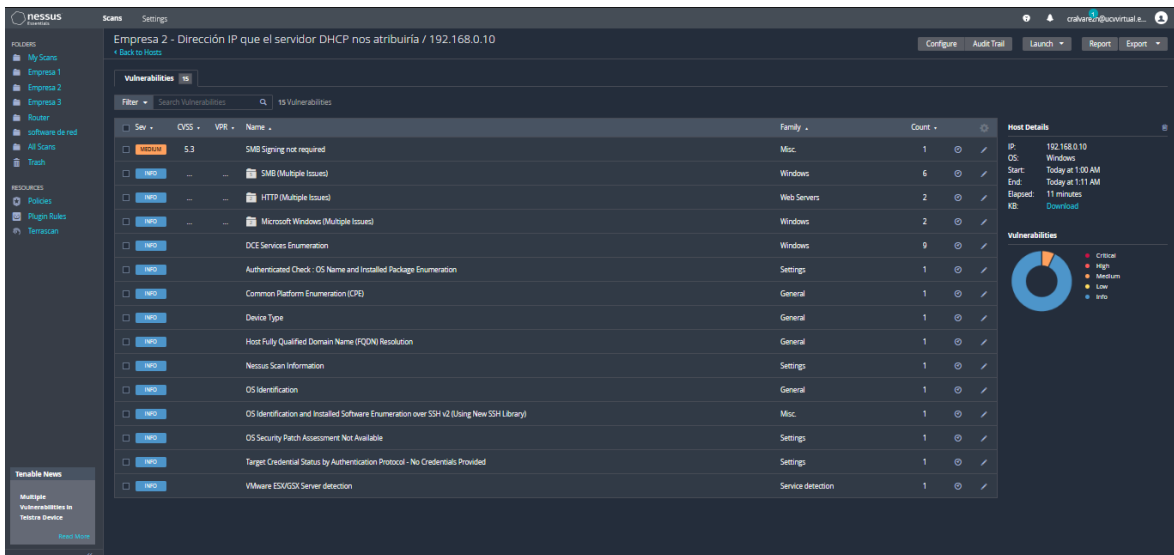 nessus
Essentials
Scans Settings
1
Empresa 2 - Dirección IP que el servidor DHCP nos atribuiría / 192.168.0.10
< Back to Hosts
Configure Audit Trail Launch Report Export
FOLDERS
My Scans
Empresa 1
Empresa 2
Empresa 3
Router
software de red
All Scans
Trash
RESOURCES
Policies
Plugin Rules
Terrascan
Tenable News
Multiple
Vulnerabilities in
Telstra Device
Read More
Vulnerabilities 15
Filter Search Vulnerabilities 15 Vulnerabilities
Sev CVSS VPR Name Family Count
MEDIUM 5.3 SMB Signing not required Misc. 1
INFO ... ... SMB (Multiple Issues) Windows 6
INFO ... ... HTTP (Multiple Issues) Web Servers 2
INFO ... ... Microsoft Windows (Multiple Issues) Windows 2
INFO DCE Services Enumeration Windows 9
INFO Authenticated Check : OS Name and Installed Package Enumeration Settings 1
INFO Common Platform Enumeration (CPE) General 1
INFO Device Type General 1
INFO Host Fully Qualified Domain Name (FQDN) Resolution General 1
INFO Nessus Scan Information Settings 1
INFO OS Identification General 1
INFO OS Identification and Installed Software Enumeration over SSH v2 (Using New SSH Library) Misc. 1
INFO OS Security Patch Assessment Not Available Settings 1
INFO Target Credential Status by Authentication Protocol - No Credentials Provided Settings 1
INFO VMware ESX/GSX Server detection Service detection 1
Host Details
IP: 192.168.0.10
OS: Windows
Start: Today at 1:00 AM
End: Today at 1:11 AM
Elapsed: 11 minutes
KB: Download
Vulnerabilities
Critical
High
Medium
Low
Info